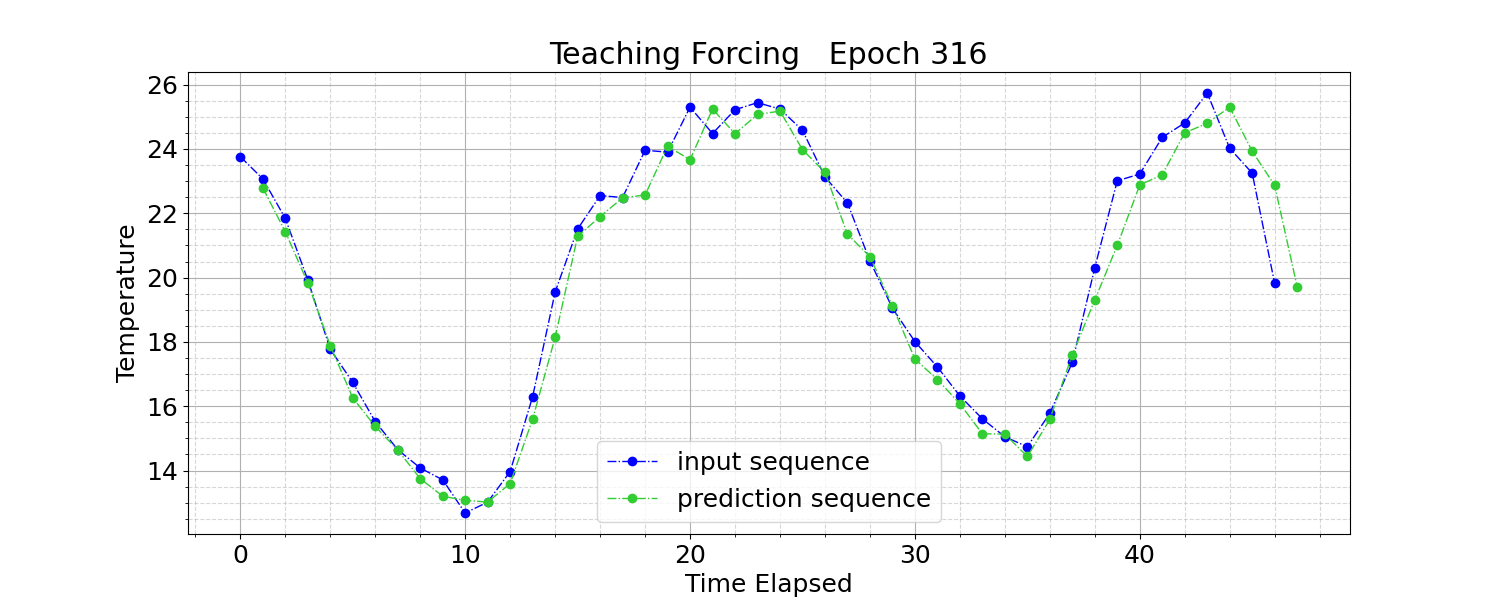 Teaching Forcing   Epoch 316
26
24
22
20
18
16
14
Temperature
input sequence
prediction sequence
0 10 20 30 40
Time Elapsed